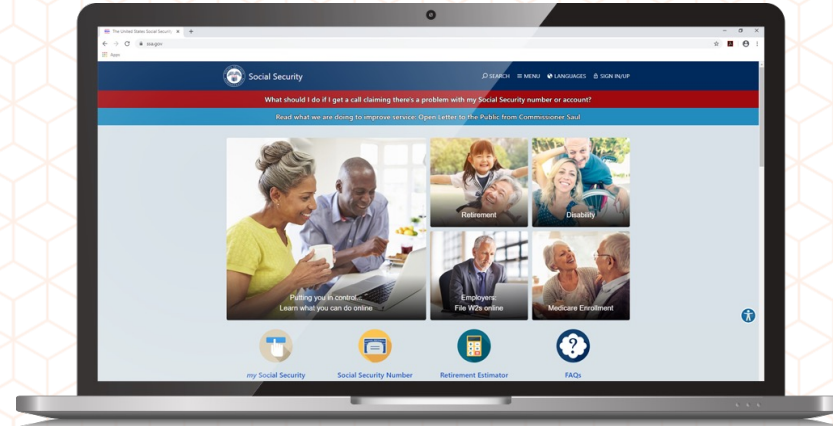 The United States Social Security
ssa.gov
Apps
Social Security
SEARCH MENU LANGUAGES SIGN IN/UP
What should I do if I get a call claiming there's a problem with my Social Security number or account?
Read what we are doing to improve service: Open Letter to the Public from Commissioner Saul
Putting you in control -
Learn what you can do online
Retirement
Disability
Employers:
File W2s online
Medicare Enrollment
my Social Security
Social Security Number
Retirement Estimator
FAQs